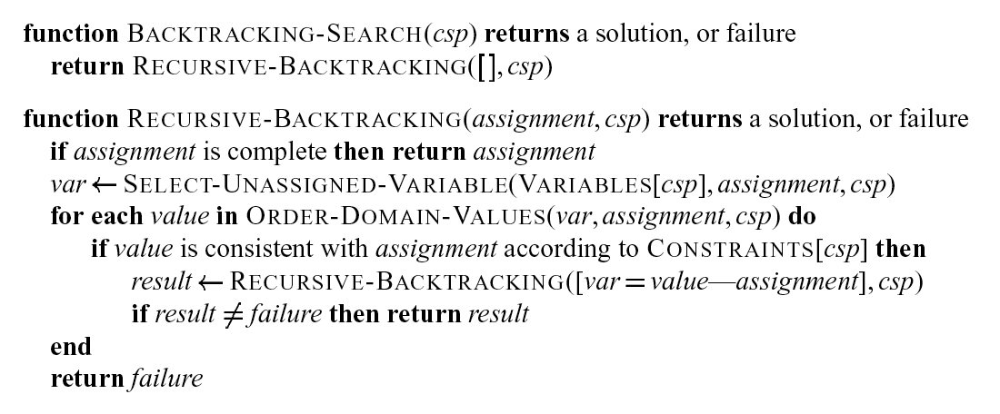 function BACKTRACKING-SEARCH(csp) returns a solution, or failure
return RECURSIVE-BACKTRACKING([], csp)
function RECURSIVE-BACKTRACKING(assignment, csp) returns a solution, or failure
if assignment is complete then return assignment
var ← SELECT-UNASSIGNED-VARIABLE(VARIABLES[csp], assignment, csp)
for each value in ORDER-DOMAIN-VALUES(var, assignment, csp) do
if value is consistent with assignment according to CONSTRAINTS[csp] then
result ← RECURSIVE-BACKTRACKING([var = value—assignment], csp)
if result ≠ failure then return result
end
return failure